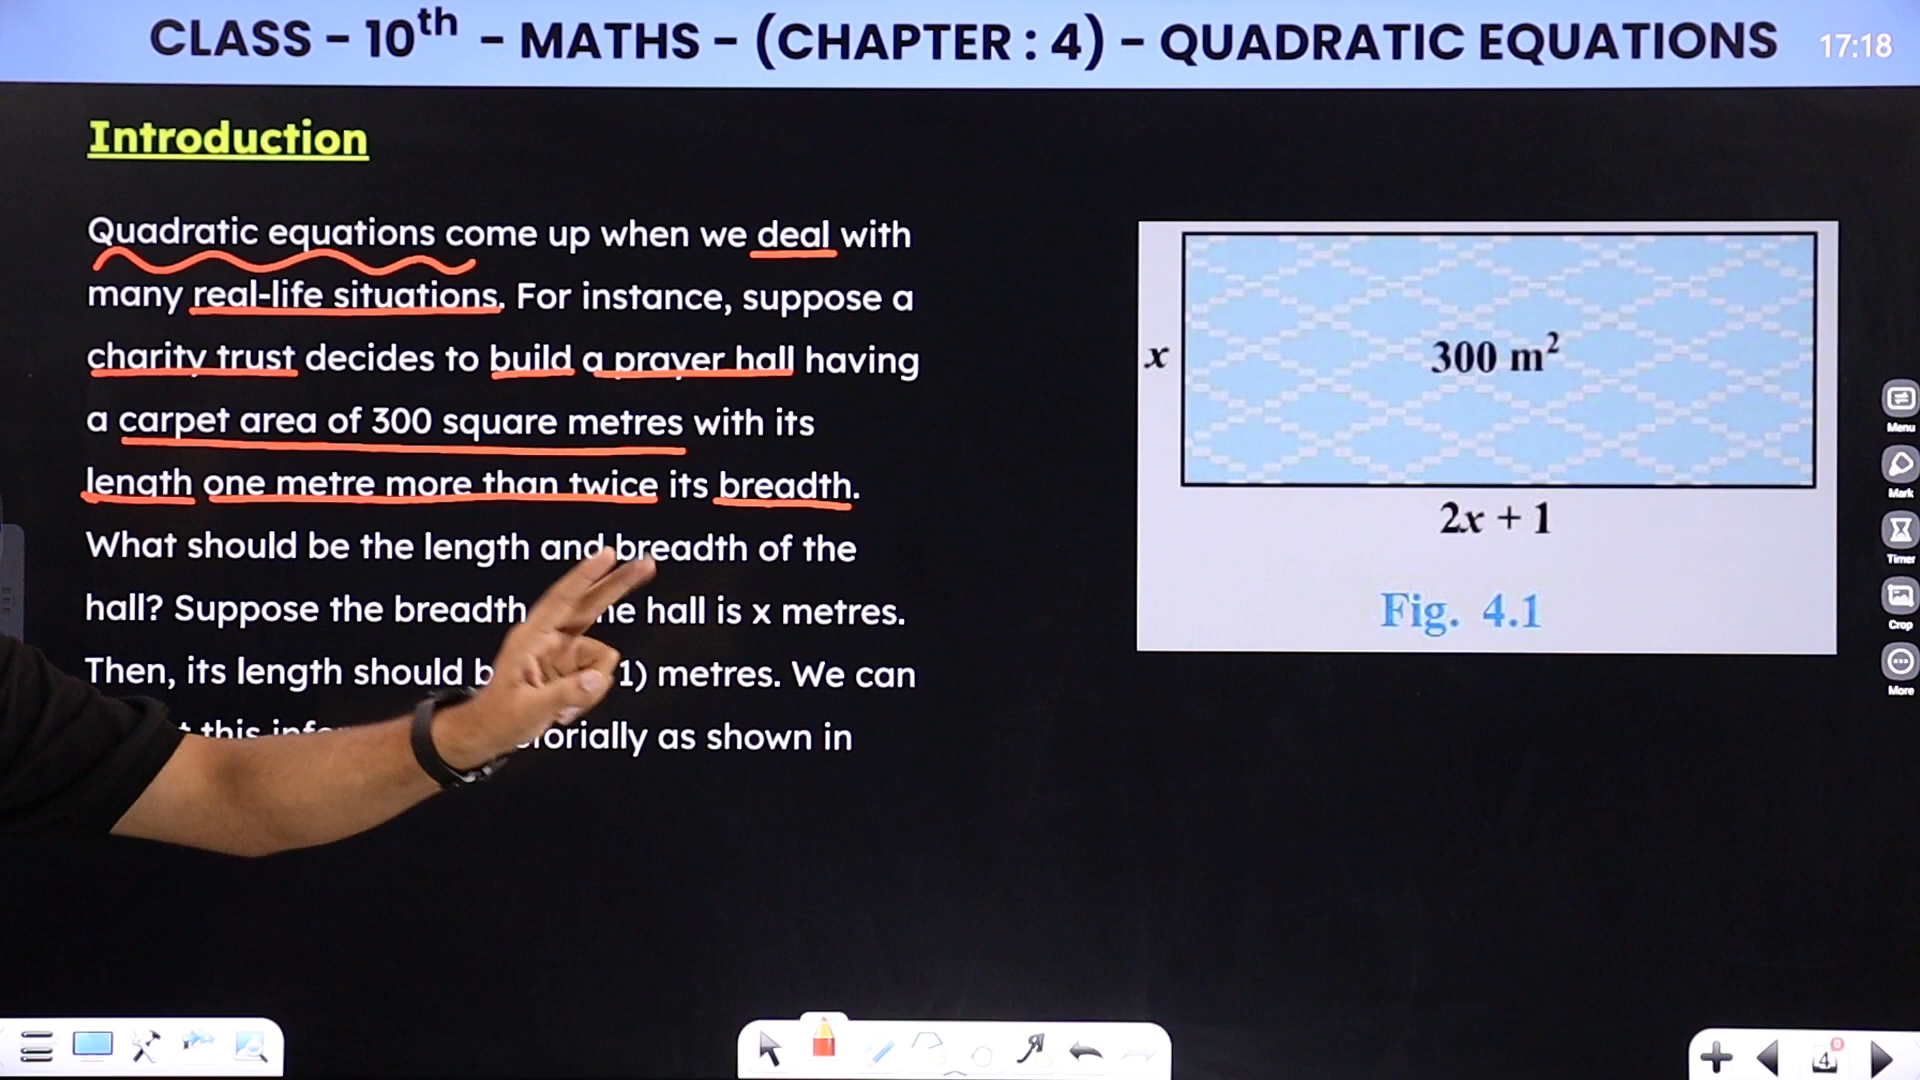 CLASS - 10th - MATHS - (CHAPTER : 4) - QUADRATIC EQUATIONS
17:18
Introduction
Quadratic equations come up when we deal with
many real-life situations. For instance, suppose a
charity trust decides to build a prayer hall having
a carpet area of 300 square metres with its
length one metre more than twice its breadth.
What should be the length and breadth of the
hall? Suppose the breadth hall is x metres.
Then, its length should 1) metres. We can
this as shown in
x
300 m²
2x + 1
Fig. 4.1
Menu
Mark
Timer
Crop
More
4
0